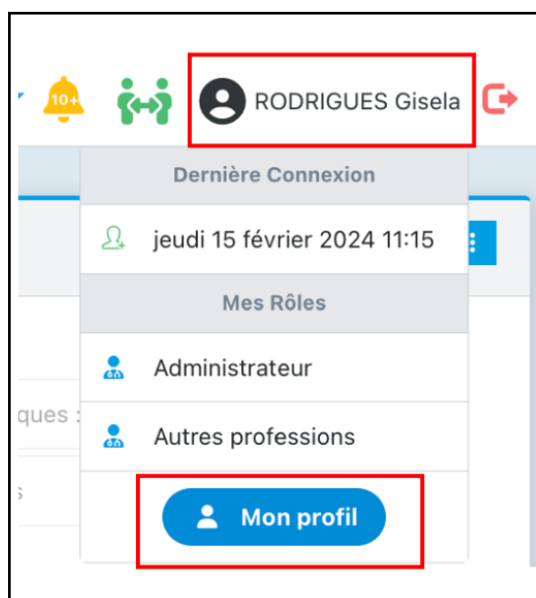 10+
RODRIGUES Gisela
Dernière Connexion
jeudi 15 février 2024 11:15
Mes Rôles
Administrateur
ques :
Autres professions
s
Mon profil